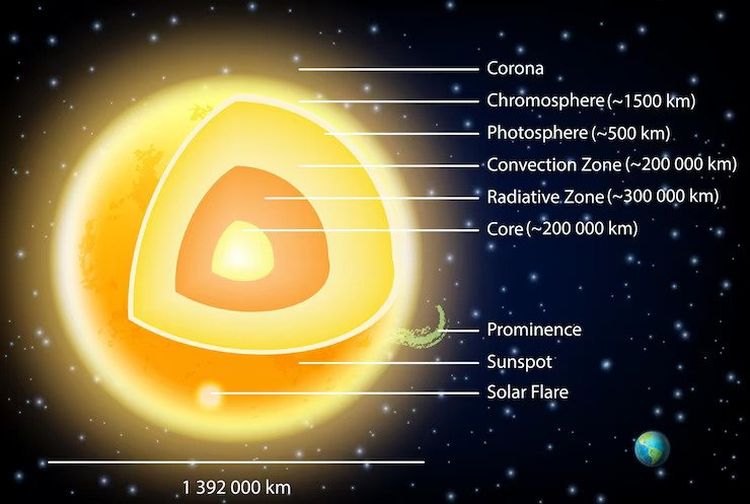 Corona
Chromosphere (~1500 km)
Photosphere (~500 km)
Convection Zone (~200 000 km)
Radiative Zone (~300 000 km)
Core (~200 000 km)
Prominence
Sunspot
Solar Flare
1 392 000 km